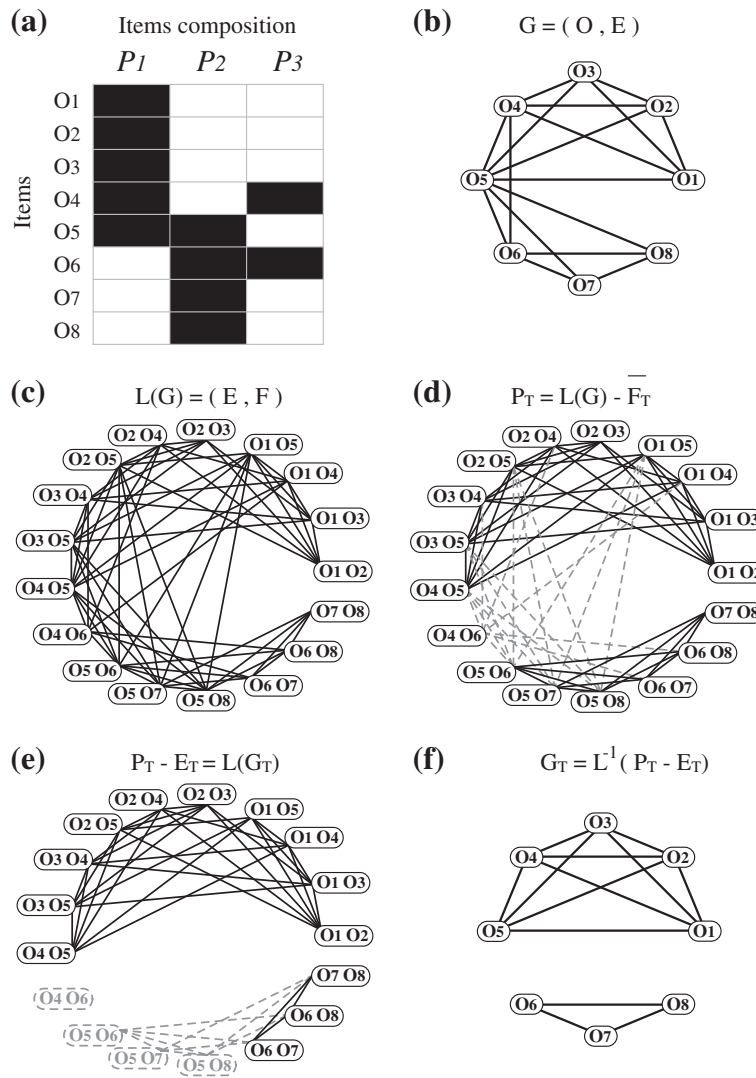 (a)
Items composition
P1 P2 P3
Items
O1
O2
O3
O4
O5
O6
O7
O8
(b)
G = ( O , E )
O3
O4 O2
O5 O1
O6 O8
O7
(c)
L(G) = ( E , F )
O2 O3
O2 O4 O1 O5
O2 O5 O1 O4
O3 O4 O1 O3
O3 O5
O1 O2
O4 O5
O7 O8
O4 O6
O6 O8
O5 O6
O5 O7 O5 O8 O6 O7
(d)
PT = L(G) - FT
O2 O3
O2 O4 O1 O5
O2 O5 O1 O4
O3 O4 O1 O3
O3 O5
O1 O2
O4 O5
O7 O8
O4 O6
O6 O8
O5 O6
O5 O7 O5 O8 O6 O7
(e)
PT - ET = L(GT)
O2 O3
O2 O4 O1 O5
O2 O5 O1 O4
O3 O4 O1 O3
O3 O5
O1 O2
O4 O5
O7 O8
O4 O6
O6 O8
O5 O6
O5 O7 O5 O8 O6 O7
(f)
GT = L-1( PT - ET)
O3
O4 O2
O5 O1
O6 O8
O7